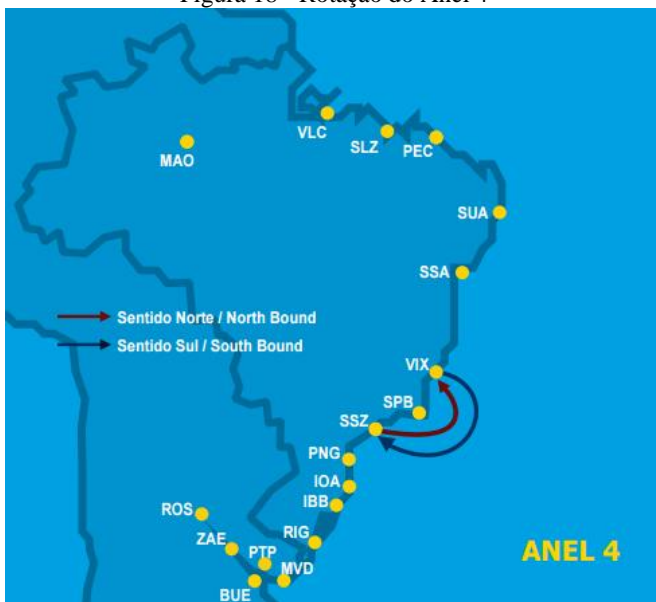 Figura 18 - Rotação do Anel 4
VLC
SLZ
PEC
MAO
SUA
SSA
Sentido Norte / North Bound
Sentido Sul / South Bound
VIX
SPB
SSZ
PNG
IOA
IBB
ROS
RIG
ZAE
PTP
MVD
BUE
ANEL 4